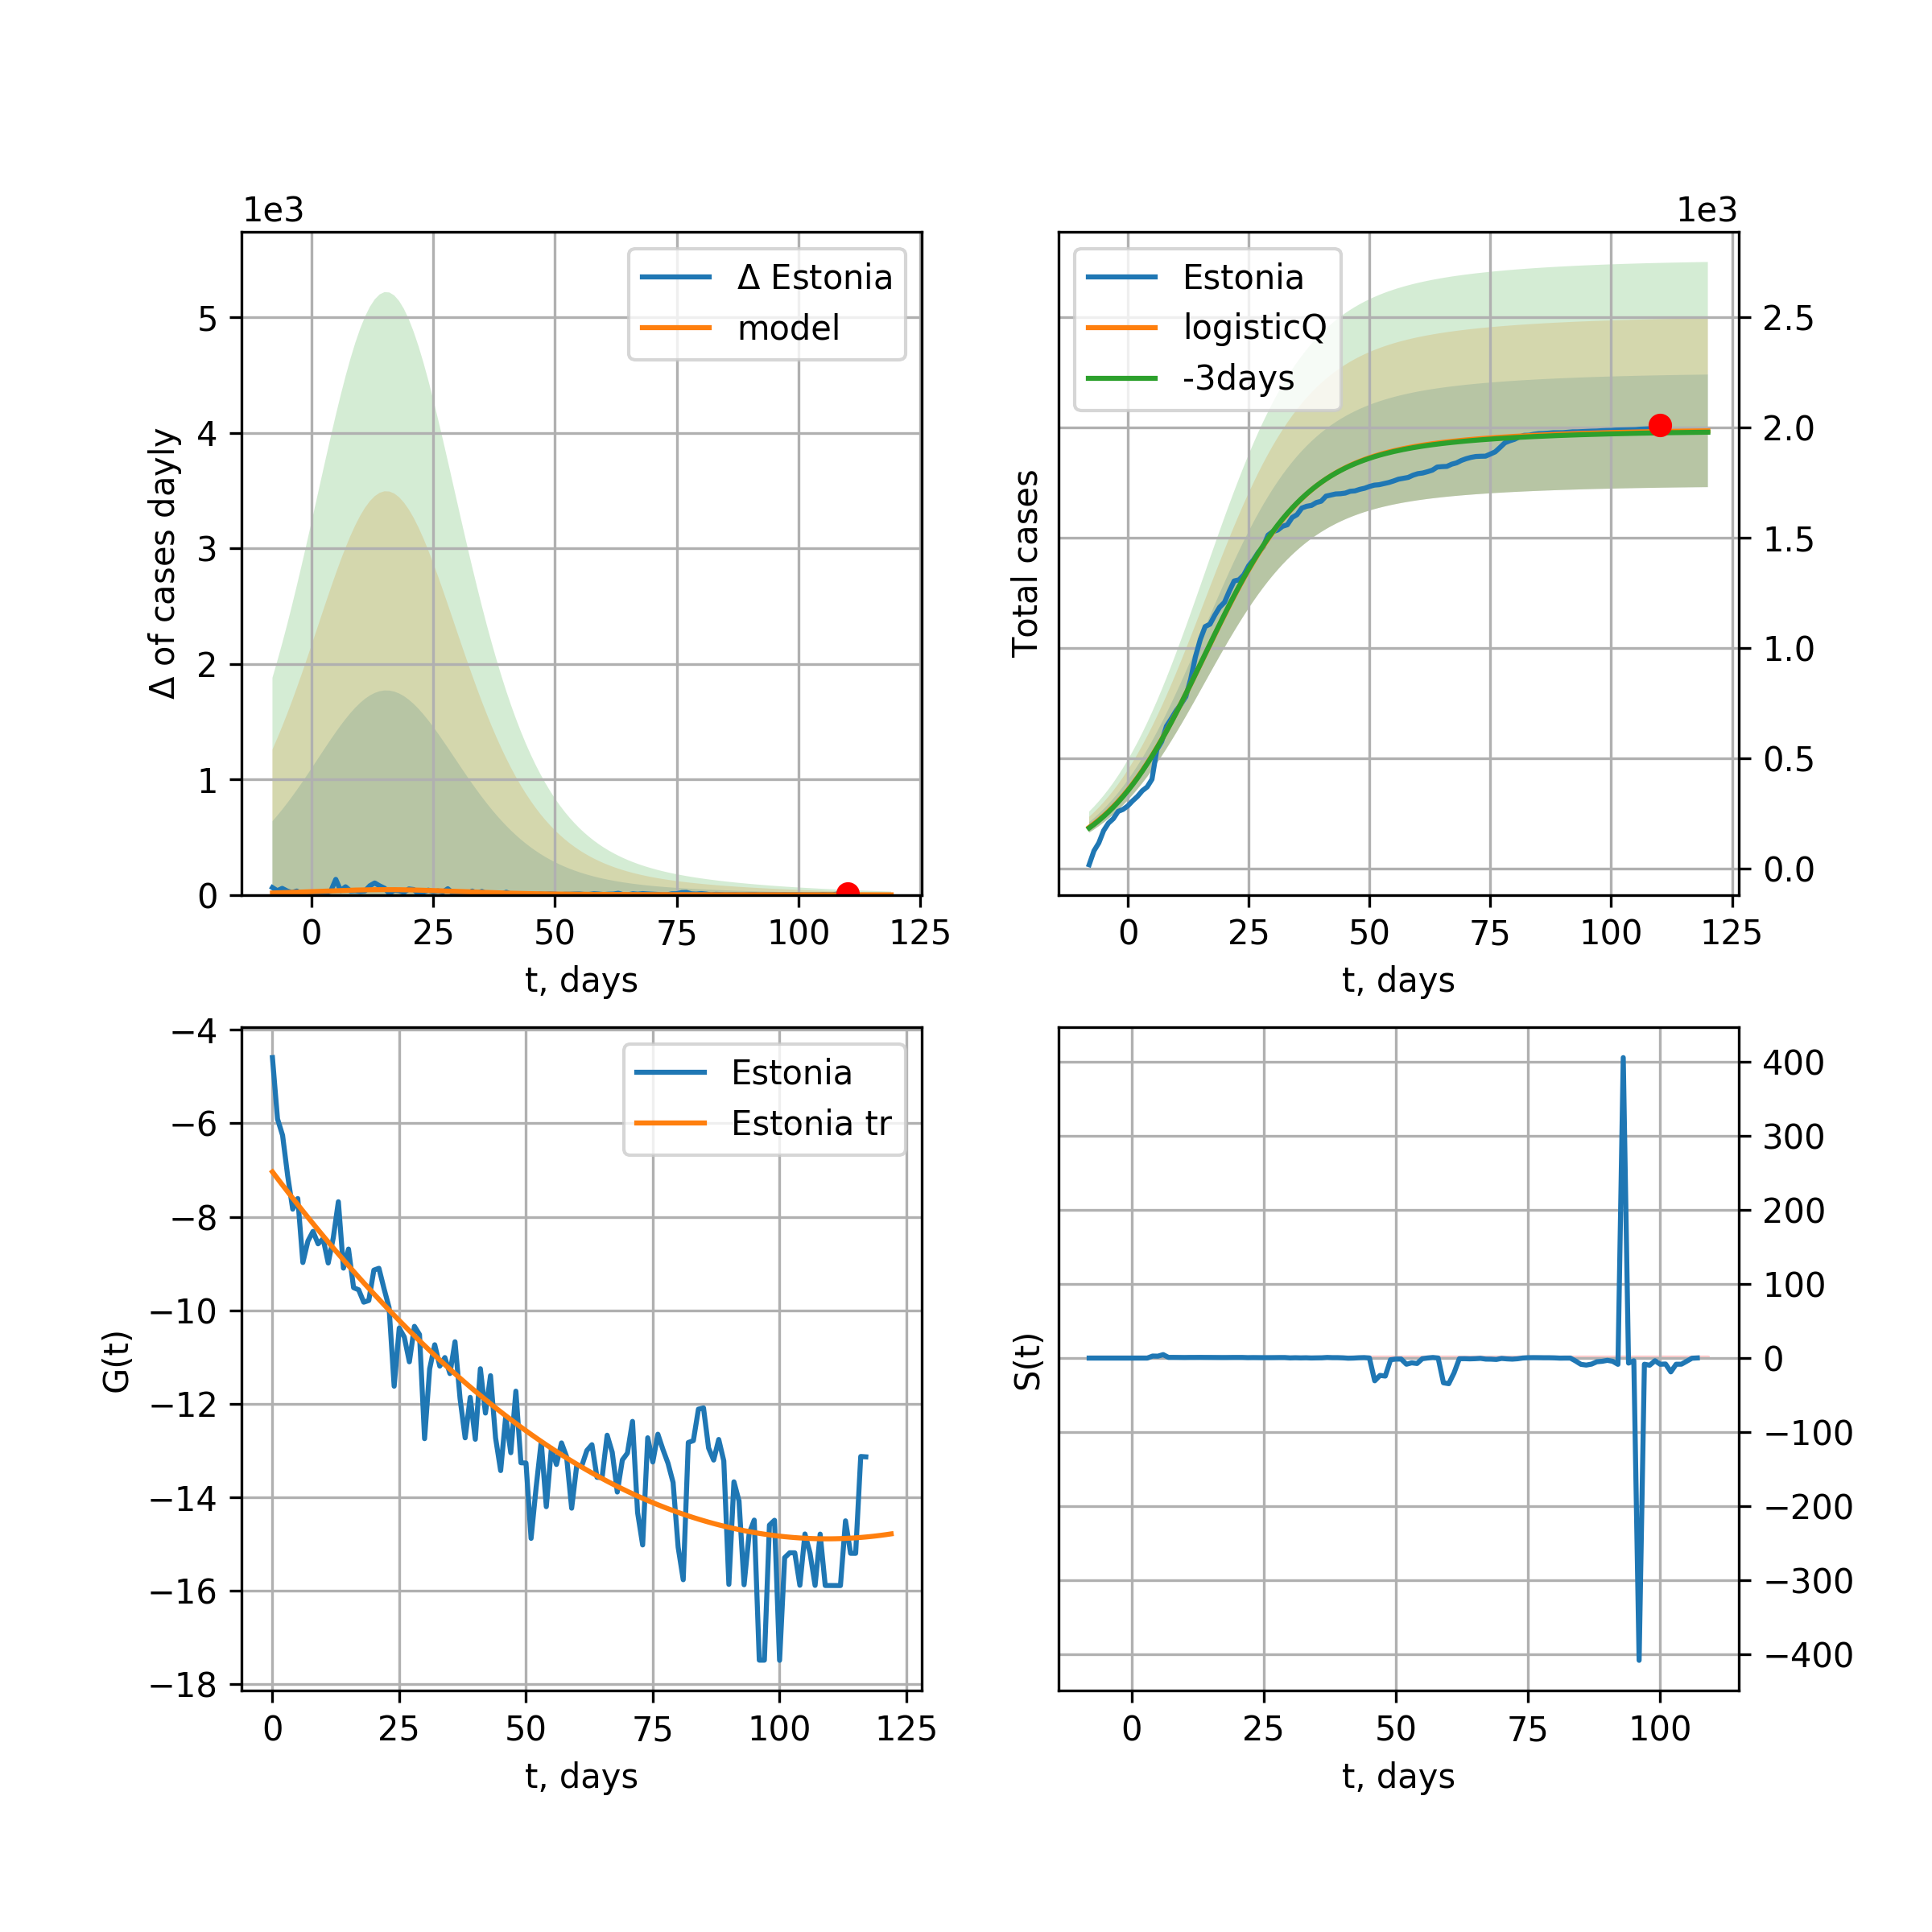 1e3
Δ Estonia
model
5
4
3
2
1
0
Δ of cases dayly
0 25 50 75 100 125
t, days
1e3
Estonia
logisticQ
-3days
2.5
2.0
1.5
1.0
0.5
0.0
Total cases
0 25 50 75 100 125
t, days
Estonia
Estonia tr
−4
−6
−8
−10
−12
−14
−16
−18
G(t)
0 25 50 75 100 125
t, days
400
300
200
100
0
−100
−200
−300
−400
S(t)
0 25 50 75 100
t, days